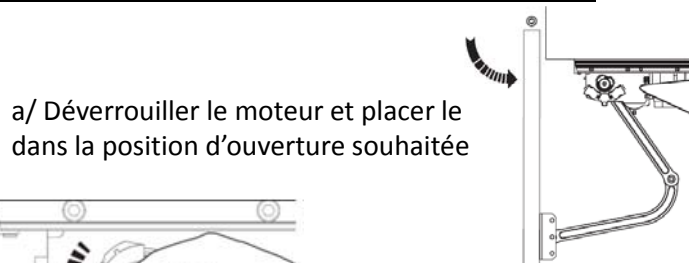 a/ Déverrouiller le moteur et placer le
dans la position d’ouverture souhaitée